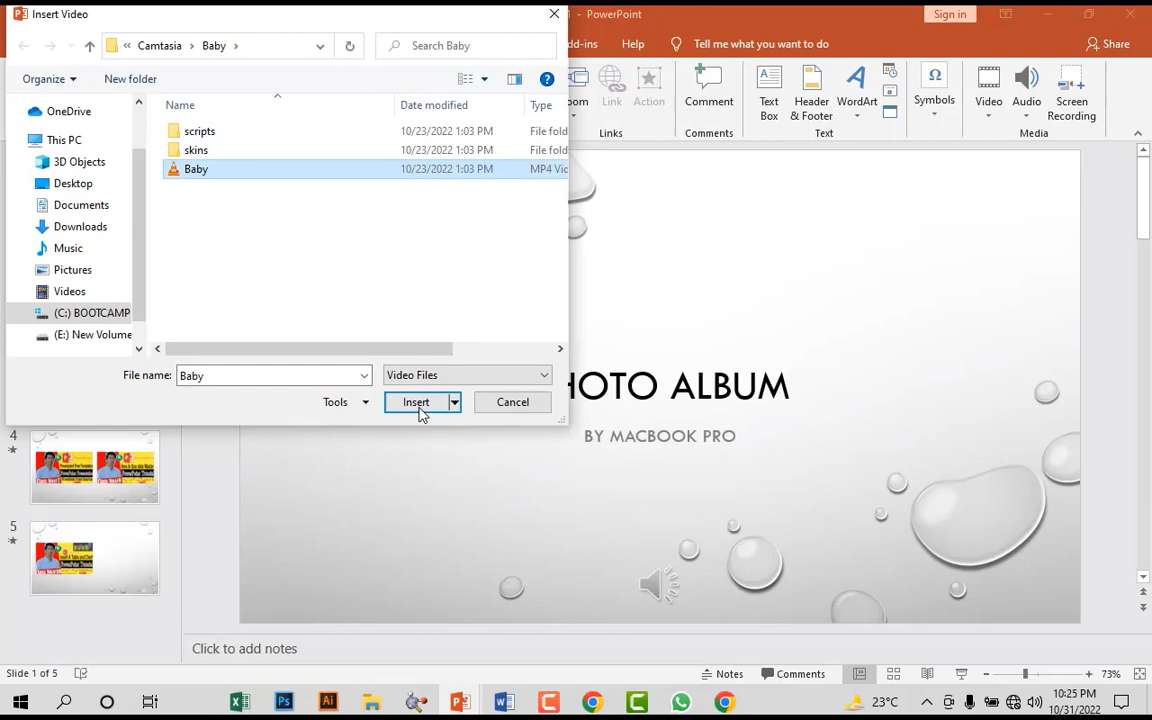 Insert Video
1 - PowerPoint
Sign in
« Camtasia › Baby ›
Search Baby
dd-ins
Help
Tell me what you want to do
Share
Organize
New folder
oom
Link
Action
Comment
Text Box
Header & Footer
WordArt
Symbols
Video
Audio
Screen Recording
Links
Comments
Text
Media
OneDrive
This PC
3D Objects
Desktop
Documents
Downloads
Music
Pictures
Videos
(C:) BOOTCAMP
(E:) New Volume
Name
Date modified
Type
scripts
10/23/2022 1:03 PM
File fold
skins
10/23/2022 1:03 PM
File fold
Baby
10/23/2022 1:03 PM
MP4 Vic
File name:
Baby
Video Files
Tools
Insert
Cancel
HOTO ALBUM
BY MACBOOK PRO
4
5
Click to add notes
Slide 1 of 5
Notes
Comments
73%
23°C
10:25 PM
10/31/2022